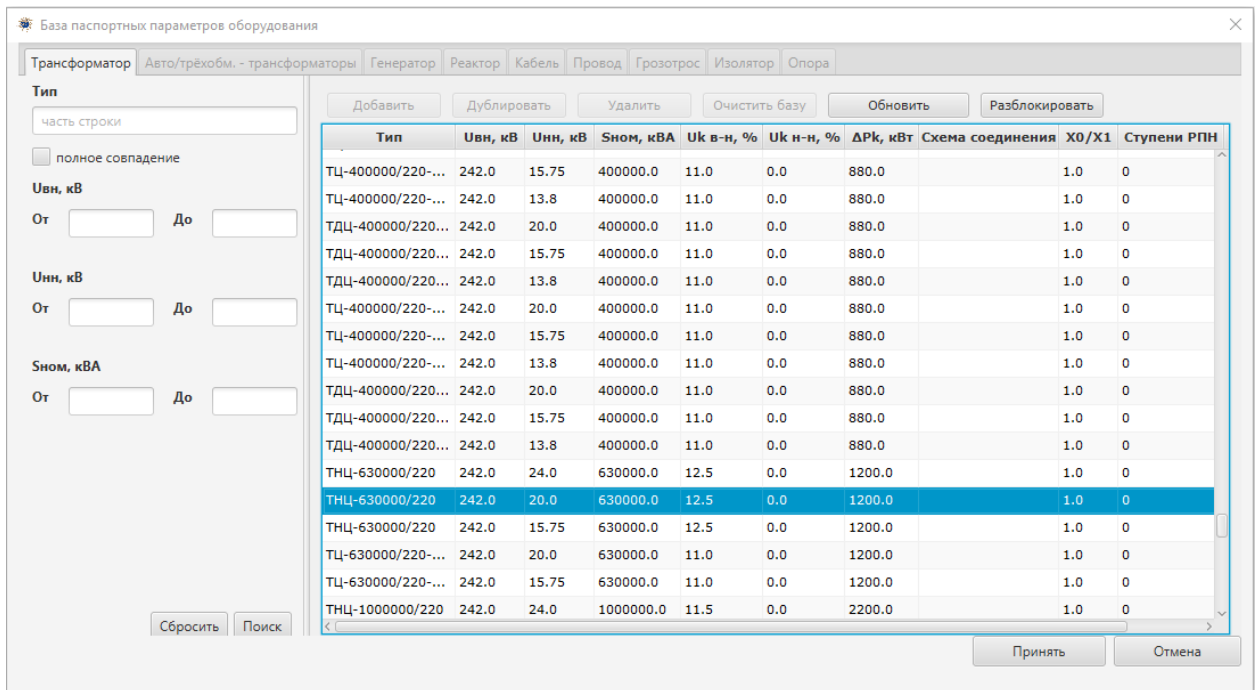 База паспортных параметров оборудования
Трансформатор Авто/трёхобм. - трансформаторы Генератор Реактор Кабель Провод Грозотрос Изолятор Опора
Тип
часть строки
полное совпадение
Uвн, кВ
От До
Uнн, кВ
От До
Sном, кВА
От До
Сбросить Поиск
Добавить Дублировать Удалить Очистить базу Обновить Разблокировать
Тип Uвн, кВ Uнн, кВ Sном, кВА Uk в-н, % Uk н-н, % ΔPk, кВт Схема соединения X0/X1 Ступени РПН
ТЦ-400000/220-... 242.0 15.75 400000.0 11.0 0.0 880.0 1.0 0
ТЦ-400000/220-... 242.0 13.8 400000.0 11.0 0.0 880.0 1.0 0
ТДЦ-400000/220... 242.0 20.0 400000.0 11.0 0.0 880.0 1.0 0
ТДЦ-400000/220... 242.0 15.75 400000.0 11.0 0.0 880.0 1.0 0
ТДЦ-400000/220... 242.0 13.8 400000.0 11.0 0.0 880.0 1.0 0
ТЦ-400000/220-... 242.0 20.0 400000.0 11.0 0.0 880.0 1.0 0
ТЦ-400000/220-... 242.0 15.75 400000.0 11.0 0.0 880.0 1.0 0
ТЦ-400000/220-... 242.0 13.8 400000.0 11.0 0.0 880.0 1.0 0
ТДЦ-400000/220... 242.0 20.0 400000.0 11.0 0.0 880.0 1.0 0
ТДЦ-400000/220... 242.0 15.75 400000.0 11.0 0.0 880.0 1.0 0
ТДЦ-400000/220... 242.0 13.8 400000.0 11.0 0.0 880.0 1.0 0
ТНЦ-630000/220 242.0 24.0 630000.0 12.5 0.0 1200.0 1.0 0
ТНЦ-630000/220 242.0 20.0 630000.0 12.5 0.0 1200.0 1.0 0
ТНЦ-630000/220 242.0 15.75 630000.0 12.5 0.0 1200.0 1.0 0
ТЦ-630000/220-... 242.0 20.0 630000.0 11.0 0.0 1200.0 1.0 0
ТЦ-630000/220-... 242.0 15.75 630000.0 11.0 0.0 1200.0 1.0 0
ТНЦ-1000000/220 242.0 24.0 1000000.0 11.5 0.0 2200.0 1.0 0
Принять Отмена